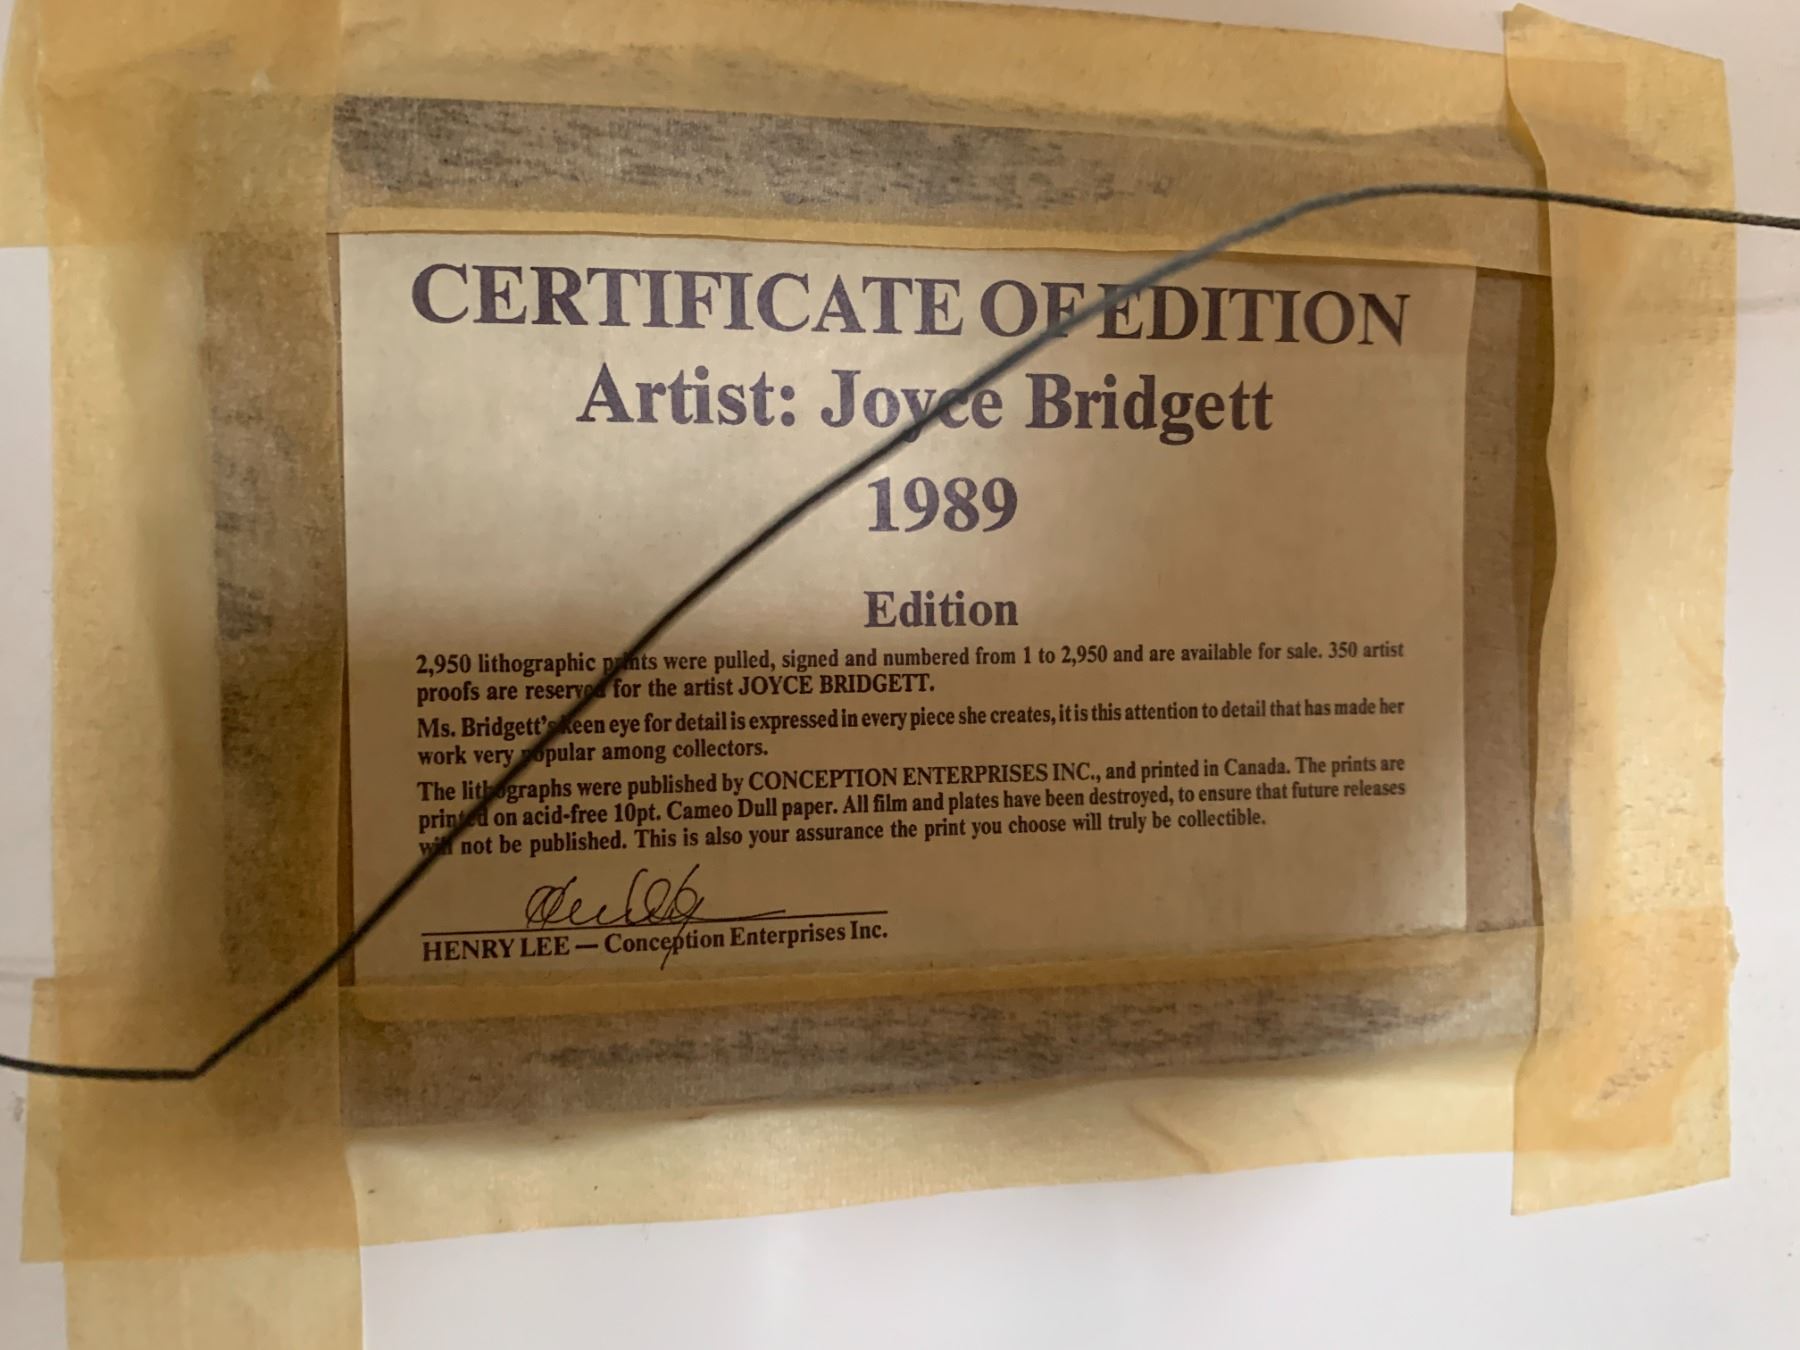 CERTIFICATE OF EDITION
Artist: Joyce Bridgett
1989
Edition
2,950 lithographic prints were pulled, signed and numbered from 1 to 2,950 and are available for sale. 350 artist
proofs are reserved for the artist JOYCE BRIDGETT.
Ms. Bridgett's keen eye for detail is expressed in every piece she creates, it is this attention to detail that has made her
work very popular among collectors.
The lithographs were published by CONCEPTION ENTERPRISES INC., and printed in Canada. The prints are
printed on acid-free 10pt. Cameo Dull paper. All film and plates have been destroyed, to ensure that future releases
will not be published. This is also your assurance the print you choose will truly be collectible.
HENRY LEE — Conception Enterprises Inc.